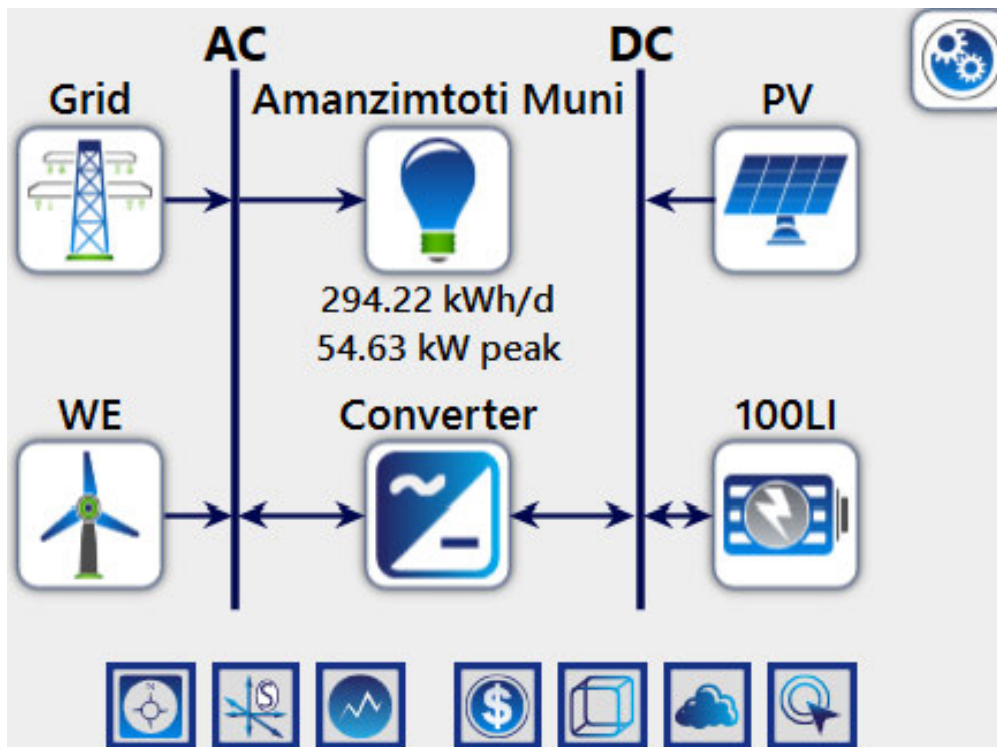 AC
DC
Grid
Amanzimtoti Muni
PV
294.22 kWh/d
54.63 kW peak
WE
Converter
100LI
N
S
$